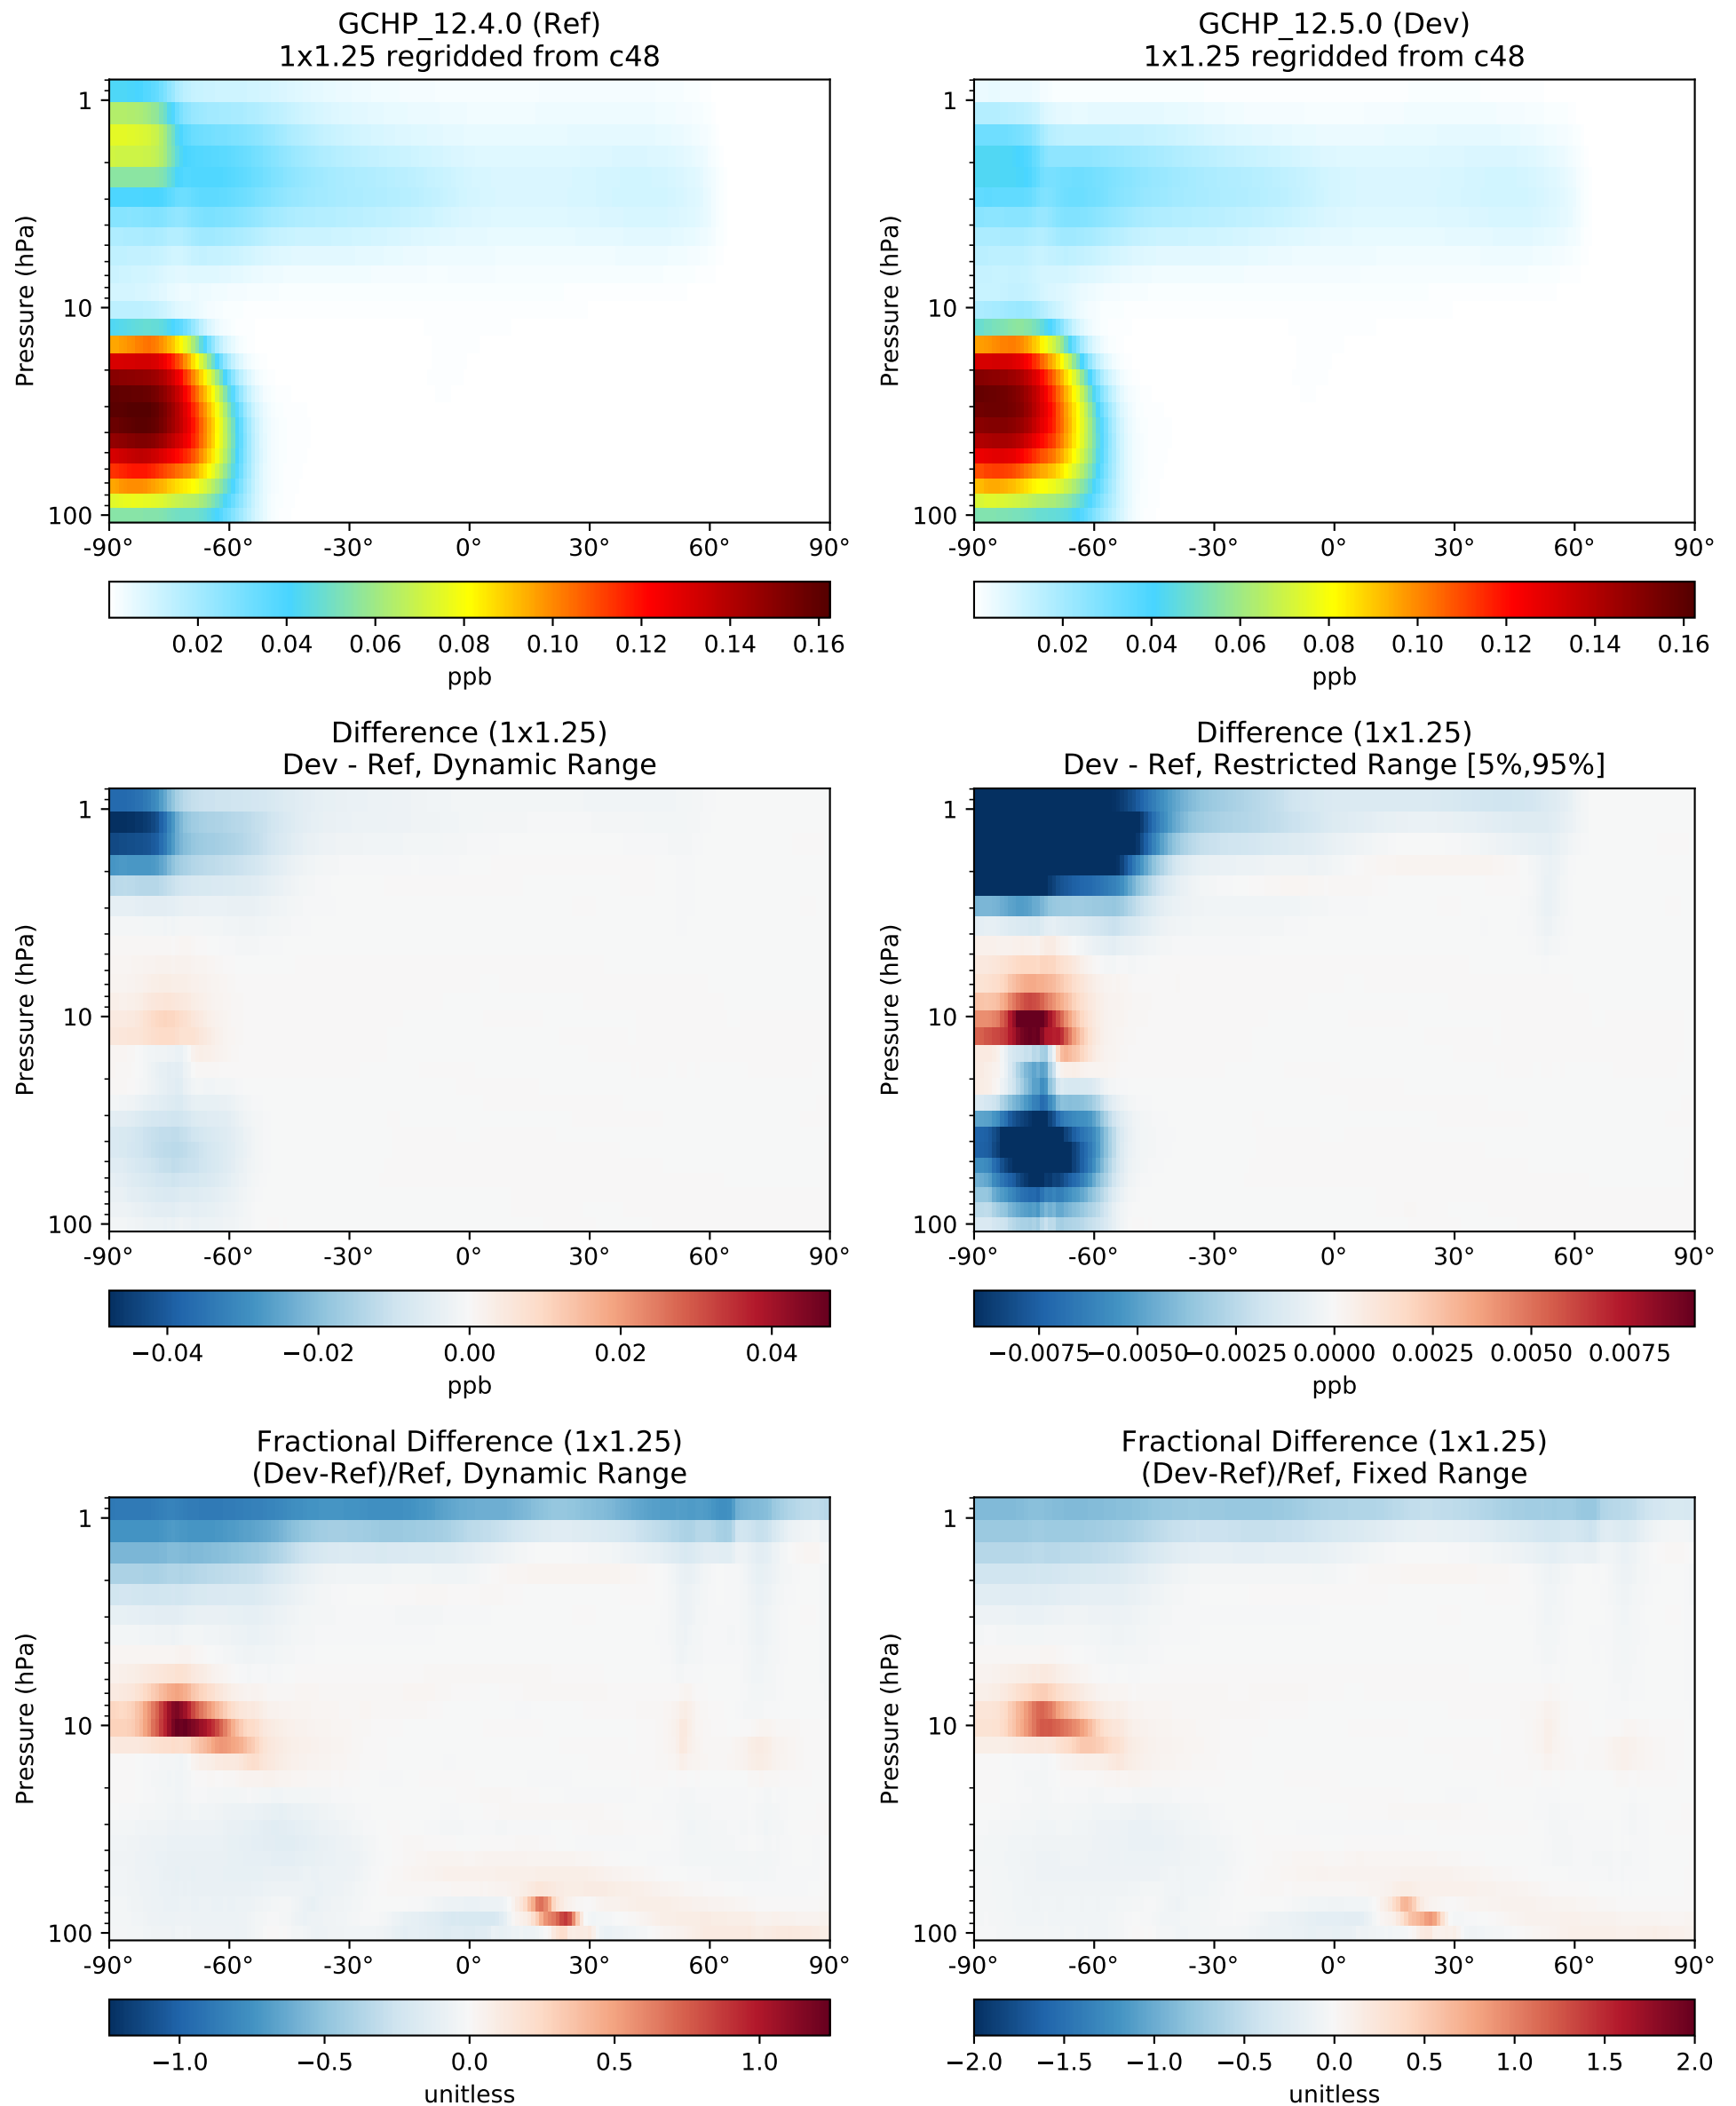 GCHP_12.4.0 (Ref)
1x1.25 regridded from c48
GCHP_12.5.0 (Dev)
1x1.25 regridded from c48
Pressure (hPa)
1
10
100
-90° -60° -30° 0° 30° 60° 90°
0.02 0.04 0.06 0.08 0.10 0.12 0.14 0.16
ppb
Pressure (hPa)
1
10
100
-90° -60° -30° 0° 30° 60° 90°
0.02 0.04 0.06 0.08 0.10 0.12 0.14 0.16
ppb
Difference (1x1.25)
Dev - Ref, Dynamic Range
Pressure (hPa)
1
10
100
-90° -60° -30° 0° 30° 60° 90°
−0.04 −0.02 0.00 0.02 0.04
ppb
Difference (1x1.25)
Dev - Ref, Restricted Range [5%,95%]
Pressure (hPa)
1
10
100
-90° -60° -30° 0° 30° 60° 90°
−0.0075 −0.0050 −0.0025 0.0000 0.0025 0.0050 0.0075
ppb
Fractional Difference (1x1.25)
(Dev-Ref)/Ref, Dynamic Range
Pressure (hPa)
1
10
100
-90° -60° -30° 0° 30° 60° 90°
−1.0 −0.5 0.0 0.5 1.0
unitless
Fractional Difference (1x1.25)
(Dev-Ref)/Ref, Fixed Range
Pressure (hPa)
1
10
100
-90° -60° -30° 0° 30° 60° 90°
−2.0 −1.5 −1.0 −0.5 0.0 0.5 1.0 1.5 2.0
unitless